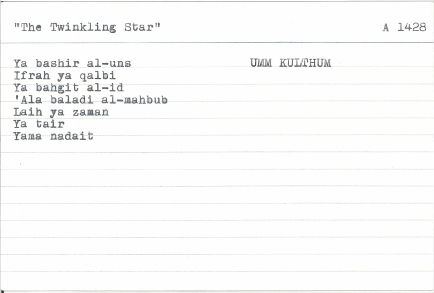 "The Twinkling Star" A 1428
Ya bashir al-uns UMM KULTHUM
Ifrah ya qalbi
Ya bahgit al-id
'Ala baladi al-mahbub
Laih ya zaman
Ya tair
Yama nadait